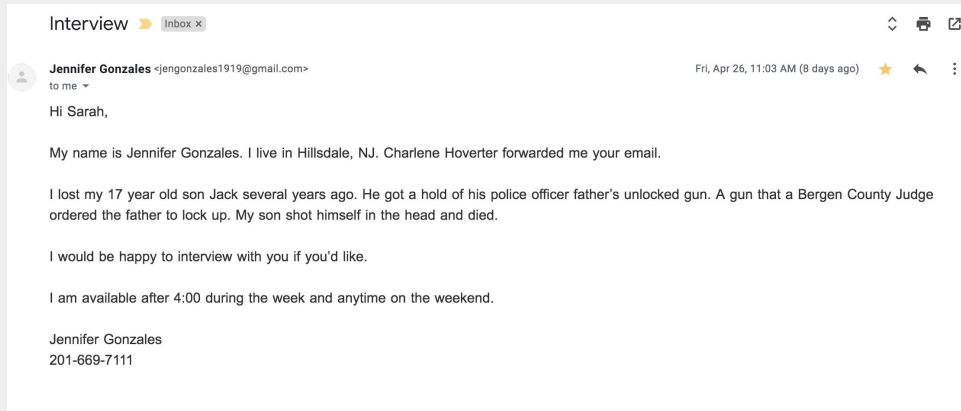 Interview Inbox ×
Jennifer Gonzales <jengonzales1919@gmail.com> Fri, Apr 26, 11:03 AM (8 days ago)
to me
Hi Sarah,
My name is Jennifer Gonzales. I live in Hillsdale, NJ. Charlene Hoverter forwarded me your email.
I lost my 17 year old son Jack several years ago. He got a hold of his police officer father's unlocked gun. A gun that a Bergen County Judge
ordered the father to lock up. My son shot himself in the head and died.
I would be happy to interview with you if you'd like.
I am available after 4:00 during the week and anytime on the weekend.
Jennifer Gonzales
201-669-7111